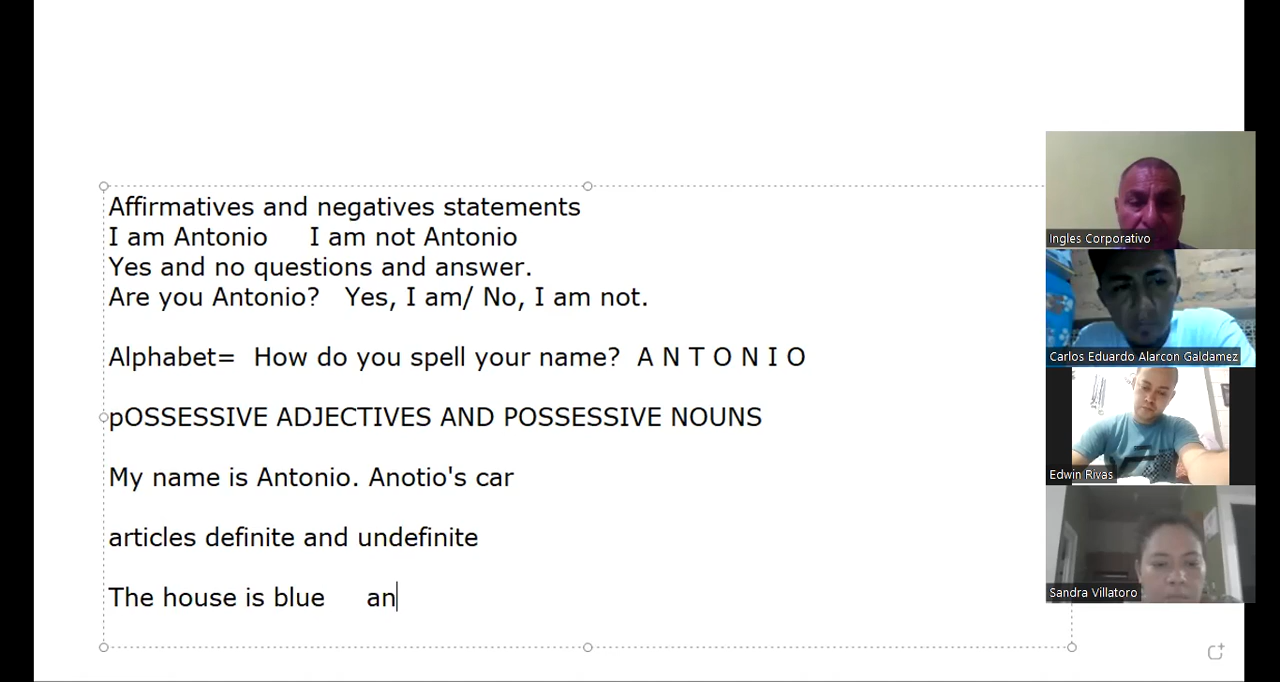 Affirmatives and negatives statements
I am Antonio I am not Antonio
Yes and no questions and answer.
Are you Antonio? Yes, I am/ No, I am not.
Alphabet= How do you spell your name? A N T O N I O
pOSSESSIVE ADJECTIVES AND POSSESSIVE NOUNS
My name is Antonio. Anotio's car
articles definite and undefinite
The house is blue an
Ingles Corporativo
Carlos Eduardo Alarcon Galdamez
Edwin Rivas
Sandra Villatoro